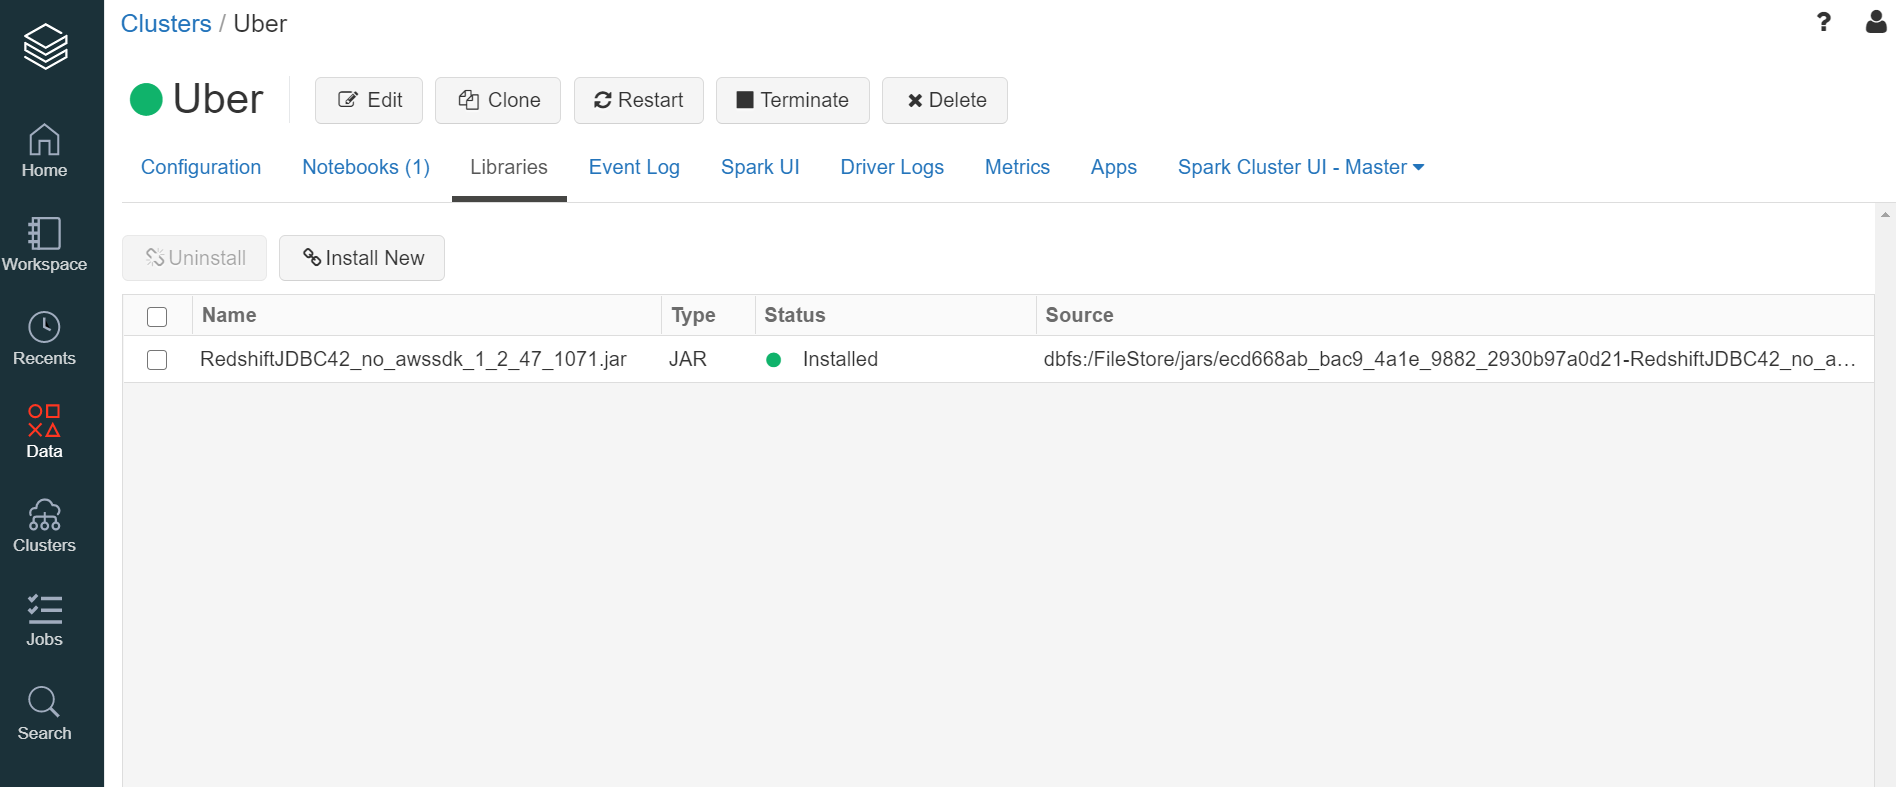 Clusters / Uber
?
Uber
Edit
Clone
Restart
Terminate
Delete
Configuration
Notebooks (1)
Libraries
Event Log
Spark UI
Driver Logs
Metrics
Apps
Spark Cluster UI - Master
Uninstall
Install New
Name Type Status Source
RedshiftJDBC42_no_awssdk_1_2_47_1071.jar JAR Installed dbfs:/FileStore/jars/ecd668ab_bac9_4a1e_9882_2930b97a0d21-RedshiftJDBC42_no_a...
Home
Workspace
Recents
Data
Clusters
Jobs
Search